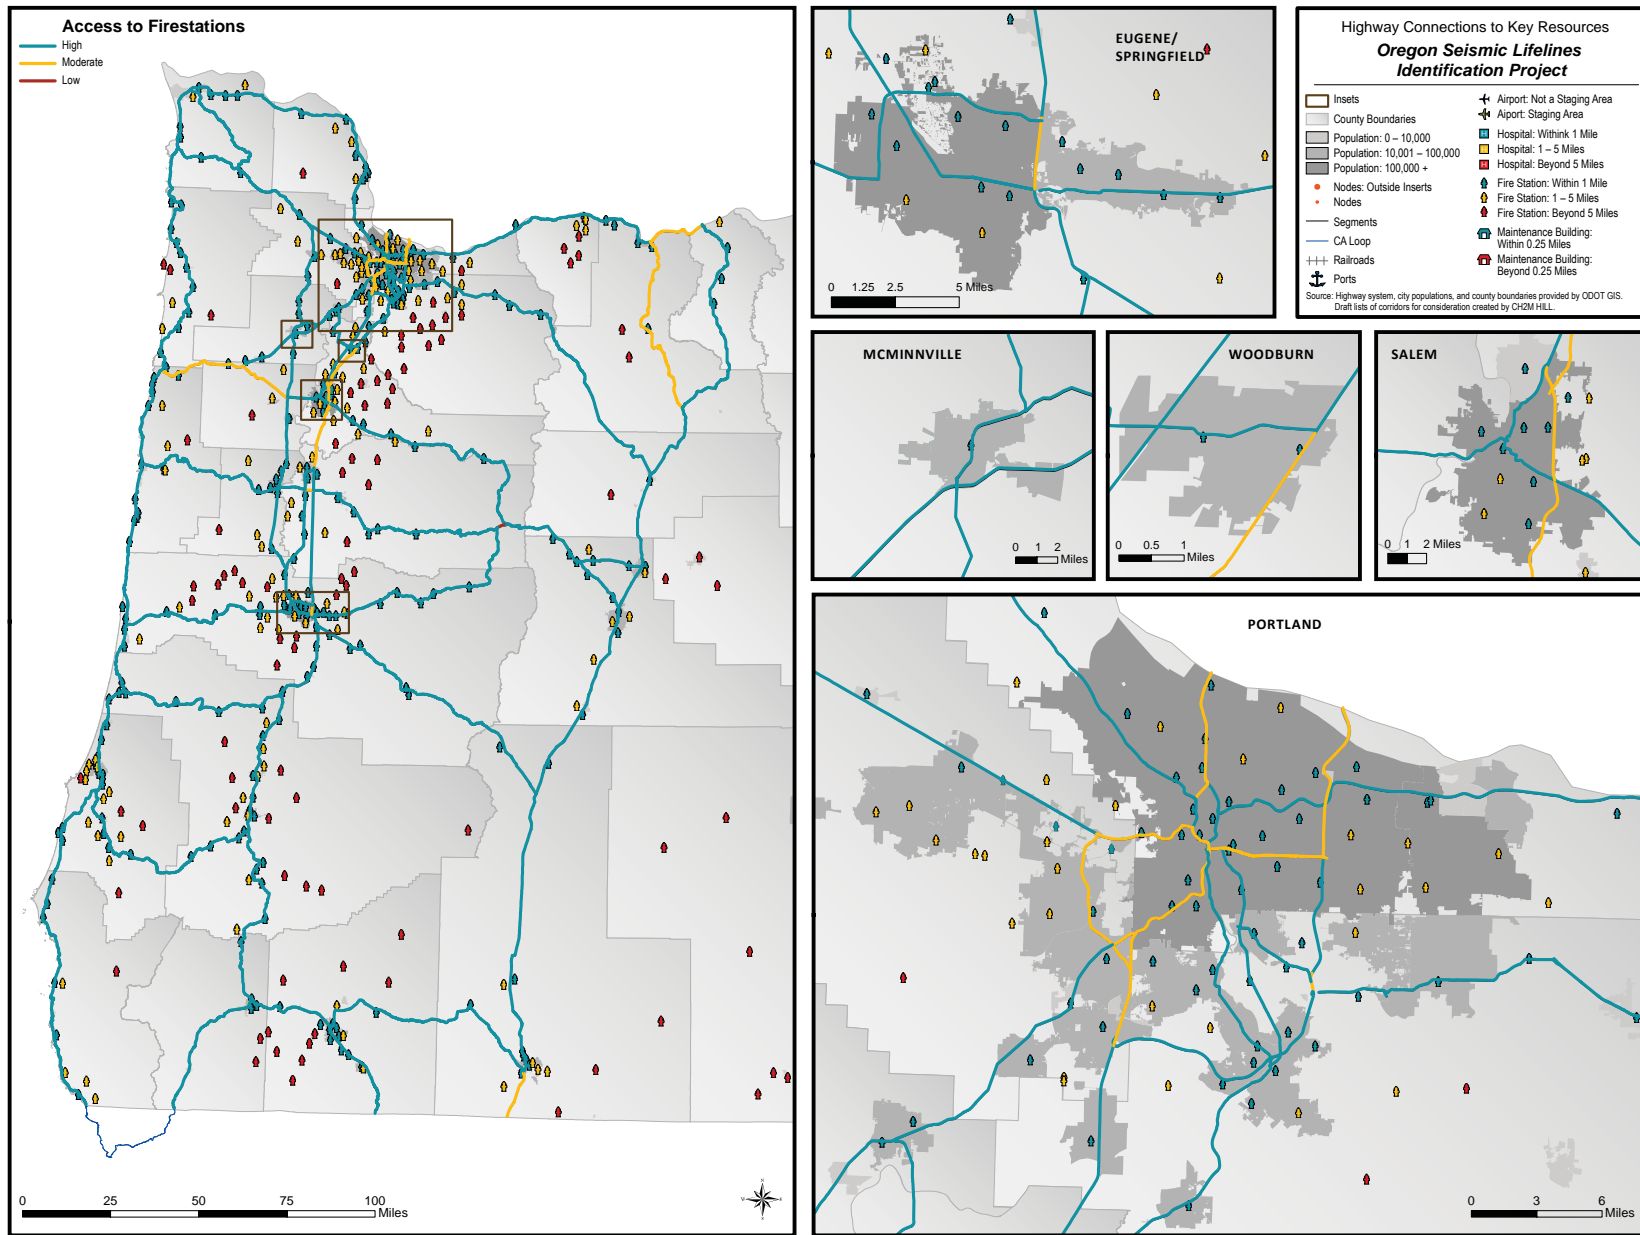 Access to Firestations
High
Moderate
Low
0 25 50 75 100
Miles
EUGENE/
SPRINGFIELD
0 1.25 2.5 5 Miles
Highway Connections to Key Resources
Oregon Seismic Lifelines
Identification Project
Insets
County Boundaries
Population: 0 – 10,000
Population: 10,001 – 100,000
Population: 100,000 +
Nodes: Outside Inserts
Nodes
Segments
CA Loop
Railroads
Ports
Airport: Not a Staging Area
Aiport: Staging Area
Hospital: Withink 1 Mile
Hospital: 1 – 5 Miles
Hospital: Beyond 5 Miles
Fire Station: Within 1 Mile
Fire Station: 1 – 5 Miles
Fire Station: Beyond 5 Miles
Maintenance Building:
Within 0.25 Miles
Maintenance Building:
Beyond 0.25 Miles
Source: Highway system, city populations, and county boundaries provided by ODOT GIS.
Draft lists of corridors for consideration created by CH2M HILL.
MCMINNVILLE
0 1 2
Miles
WOODBURN
0 0.5 1
Miles
SALEM
0 1 2 Miles
PORTLAND
0 3 6
Miles